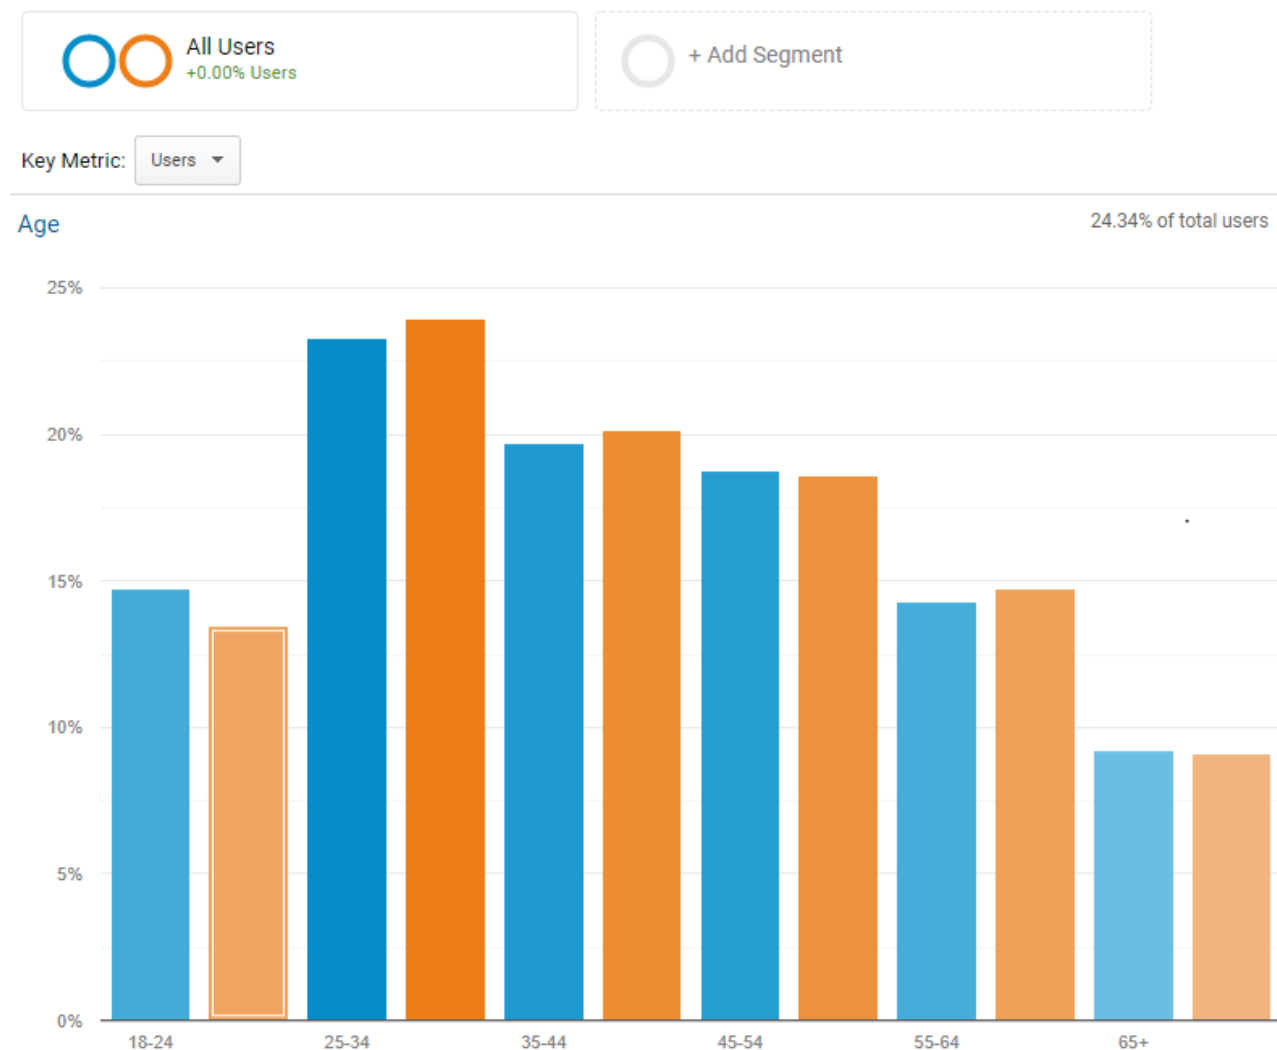 All Users
+0.00% Users
+ Add Segment
Key Metric: Users
Age
24.34% of total users
25%
20%
15%
10%
5%
0%
18-24 25-34 35-44 45-54 55-64 65+